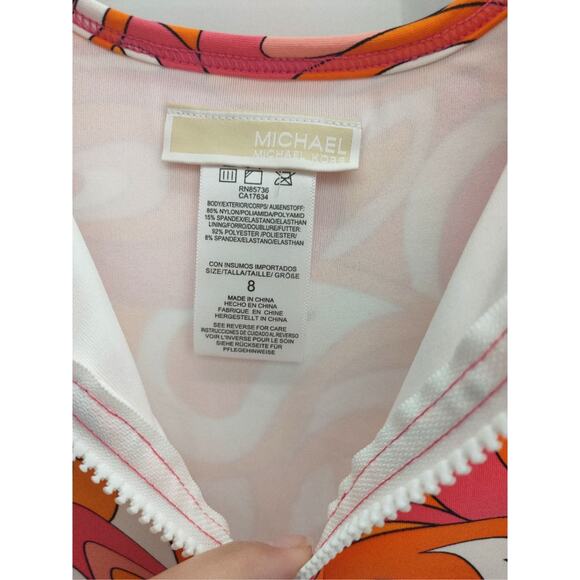 MICHAEL
MICHAEL KORS
RN85736
CA17634
BODY/EXTERIOR/CORPS/ AUßENSTOFF:
85% NYLON/POLIAMIDA/POLYAMID
15% SPANDEX/ELASTANO/ELASTHAN
LINING/FORRO/DOUBLURE/FUTTER:
92% POLYESTER /POLIESTER/
8% SPANDEX/ELASTANO/ELASTHAN
CON INSUMOS IMPORTADOS
SIZE/TALLA/TAILLE/ GRÖßE
8
MADE IN CHINA
HECHO EN CHINA
FABRIQUE EN CHINE
HERGESTELLT IN CHINA
SEE REVERSE FOR CARE
INSTRUCCIONES DE CUIDADO AL REVERSO
VOIR L'INVERSE POUR LE SOIN
SIEHE RÜCKSEITE FÜR
PFLEGEHINWEISE